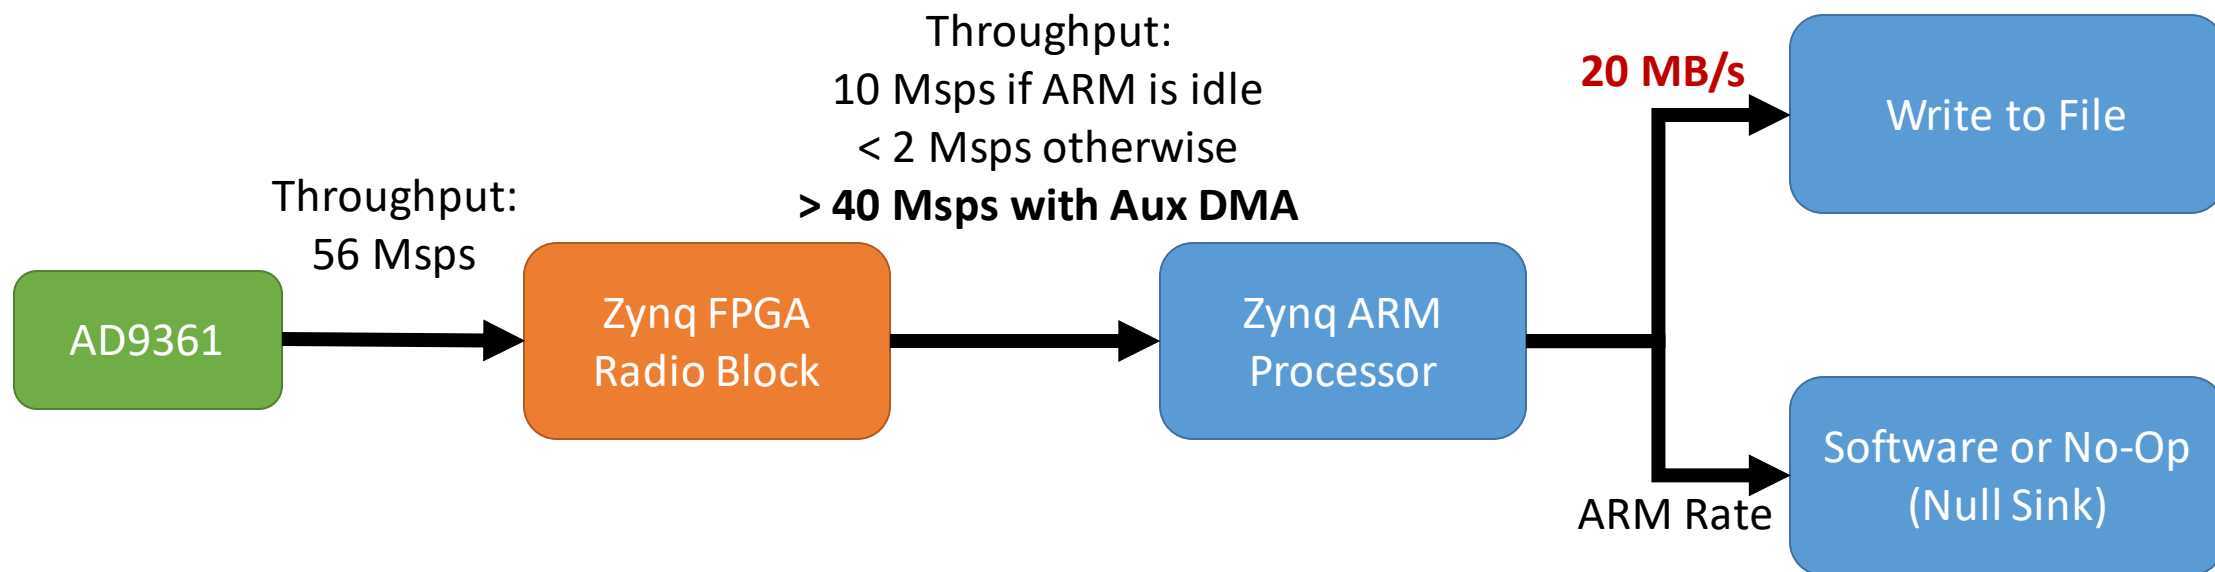 Throughput:
10 Msps if ARM is idle
< 2 Msps otherwise
> 40 Msps with Aux DMA
20 MB/s
Write to File
Throughput:
56 Msps
AD9361
Zynq FPGA
Radio Block
Zynq ARM
Processor
Software or No-Op
(Null Sink)
ARM Rate